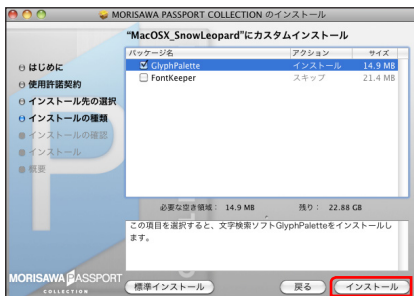 MORISAWA PASSPORT COLLECTION のインストール
"MacOSX_SnowLeopard"にカスタムインストール
はじめに
使用許諾契約
インストール先の選択
インストールの種類
インストールの確認
インストール
概要
パッケージ名 アクション サイズ
GlyphPalette インストール 14.9 MB
FontKeeper スキップ 21.4 MB
必要な空き領域： 14.9 MB 残り： 22.88 GB
この項目を選択すると、文字検索ソフトGlyphPaletteをインストールし
ます。
MORISAWA PASSPORT
COLLECTION
標準インストール 戻る インストール